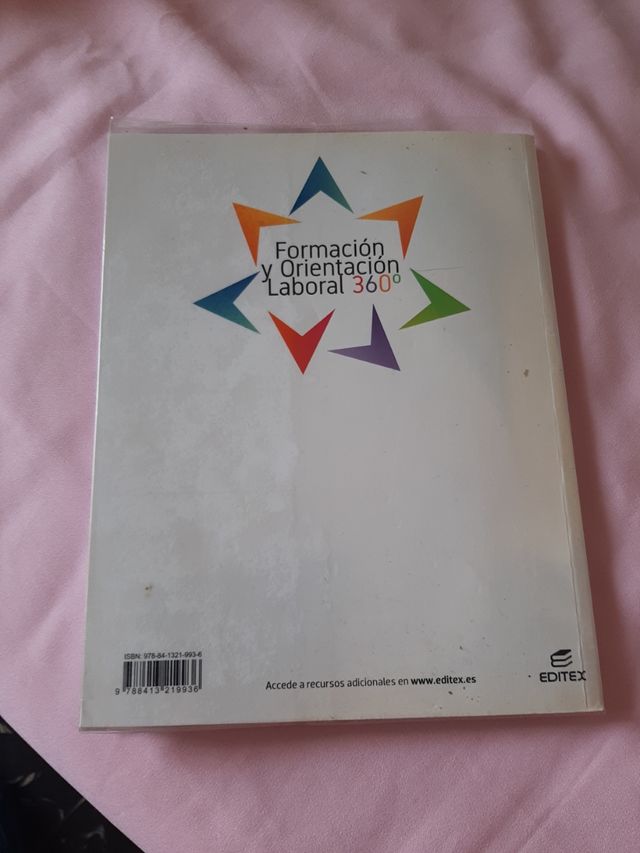 Formación
y Orientación
Laboral 360º
ISBN: 978-84-1321-993-6
9 788413 219936
Accede a recursos adicionales en www.editex.es
EDITEX